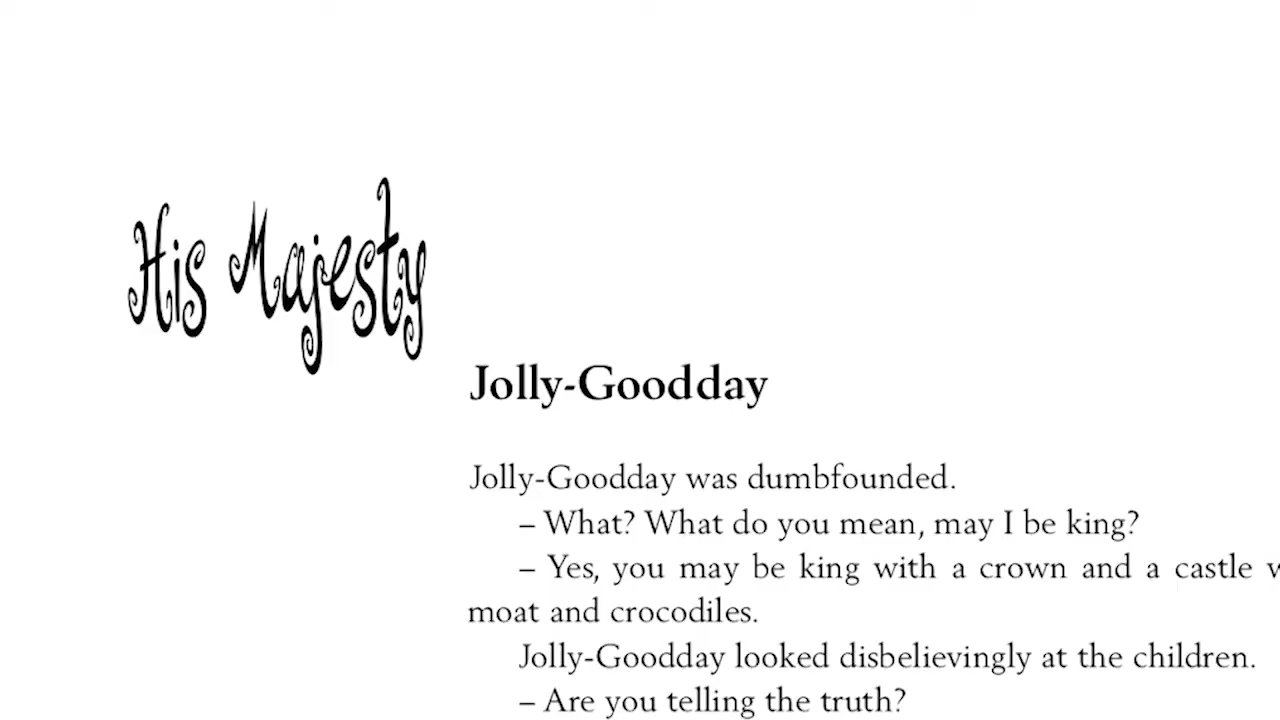 His Majesty
Jolly-Goodday
Jolly-Goodday was dumbfounded.
– What? What do you mean, may I be king?
– Yes, you may be king with a crown and a castle
moat and crocodiles.
Jolly-Goodday looked disbelievingly at the children.
– Are you telling the truth?